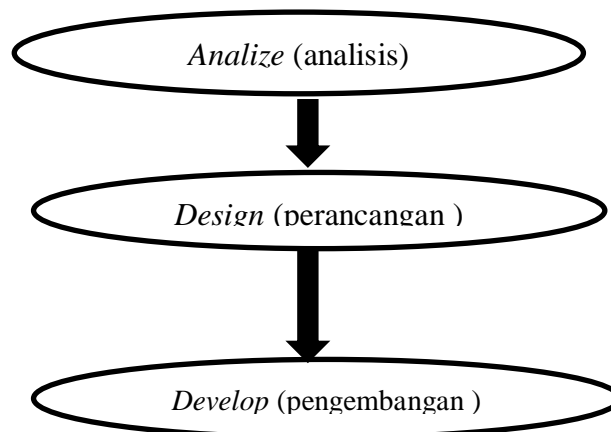 Analize (analisis)
Design (perancangan )
Develop (pengembangan )